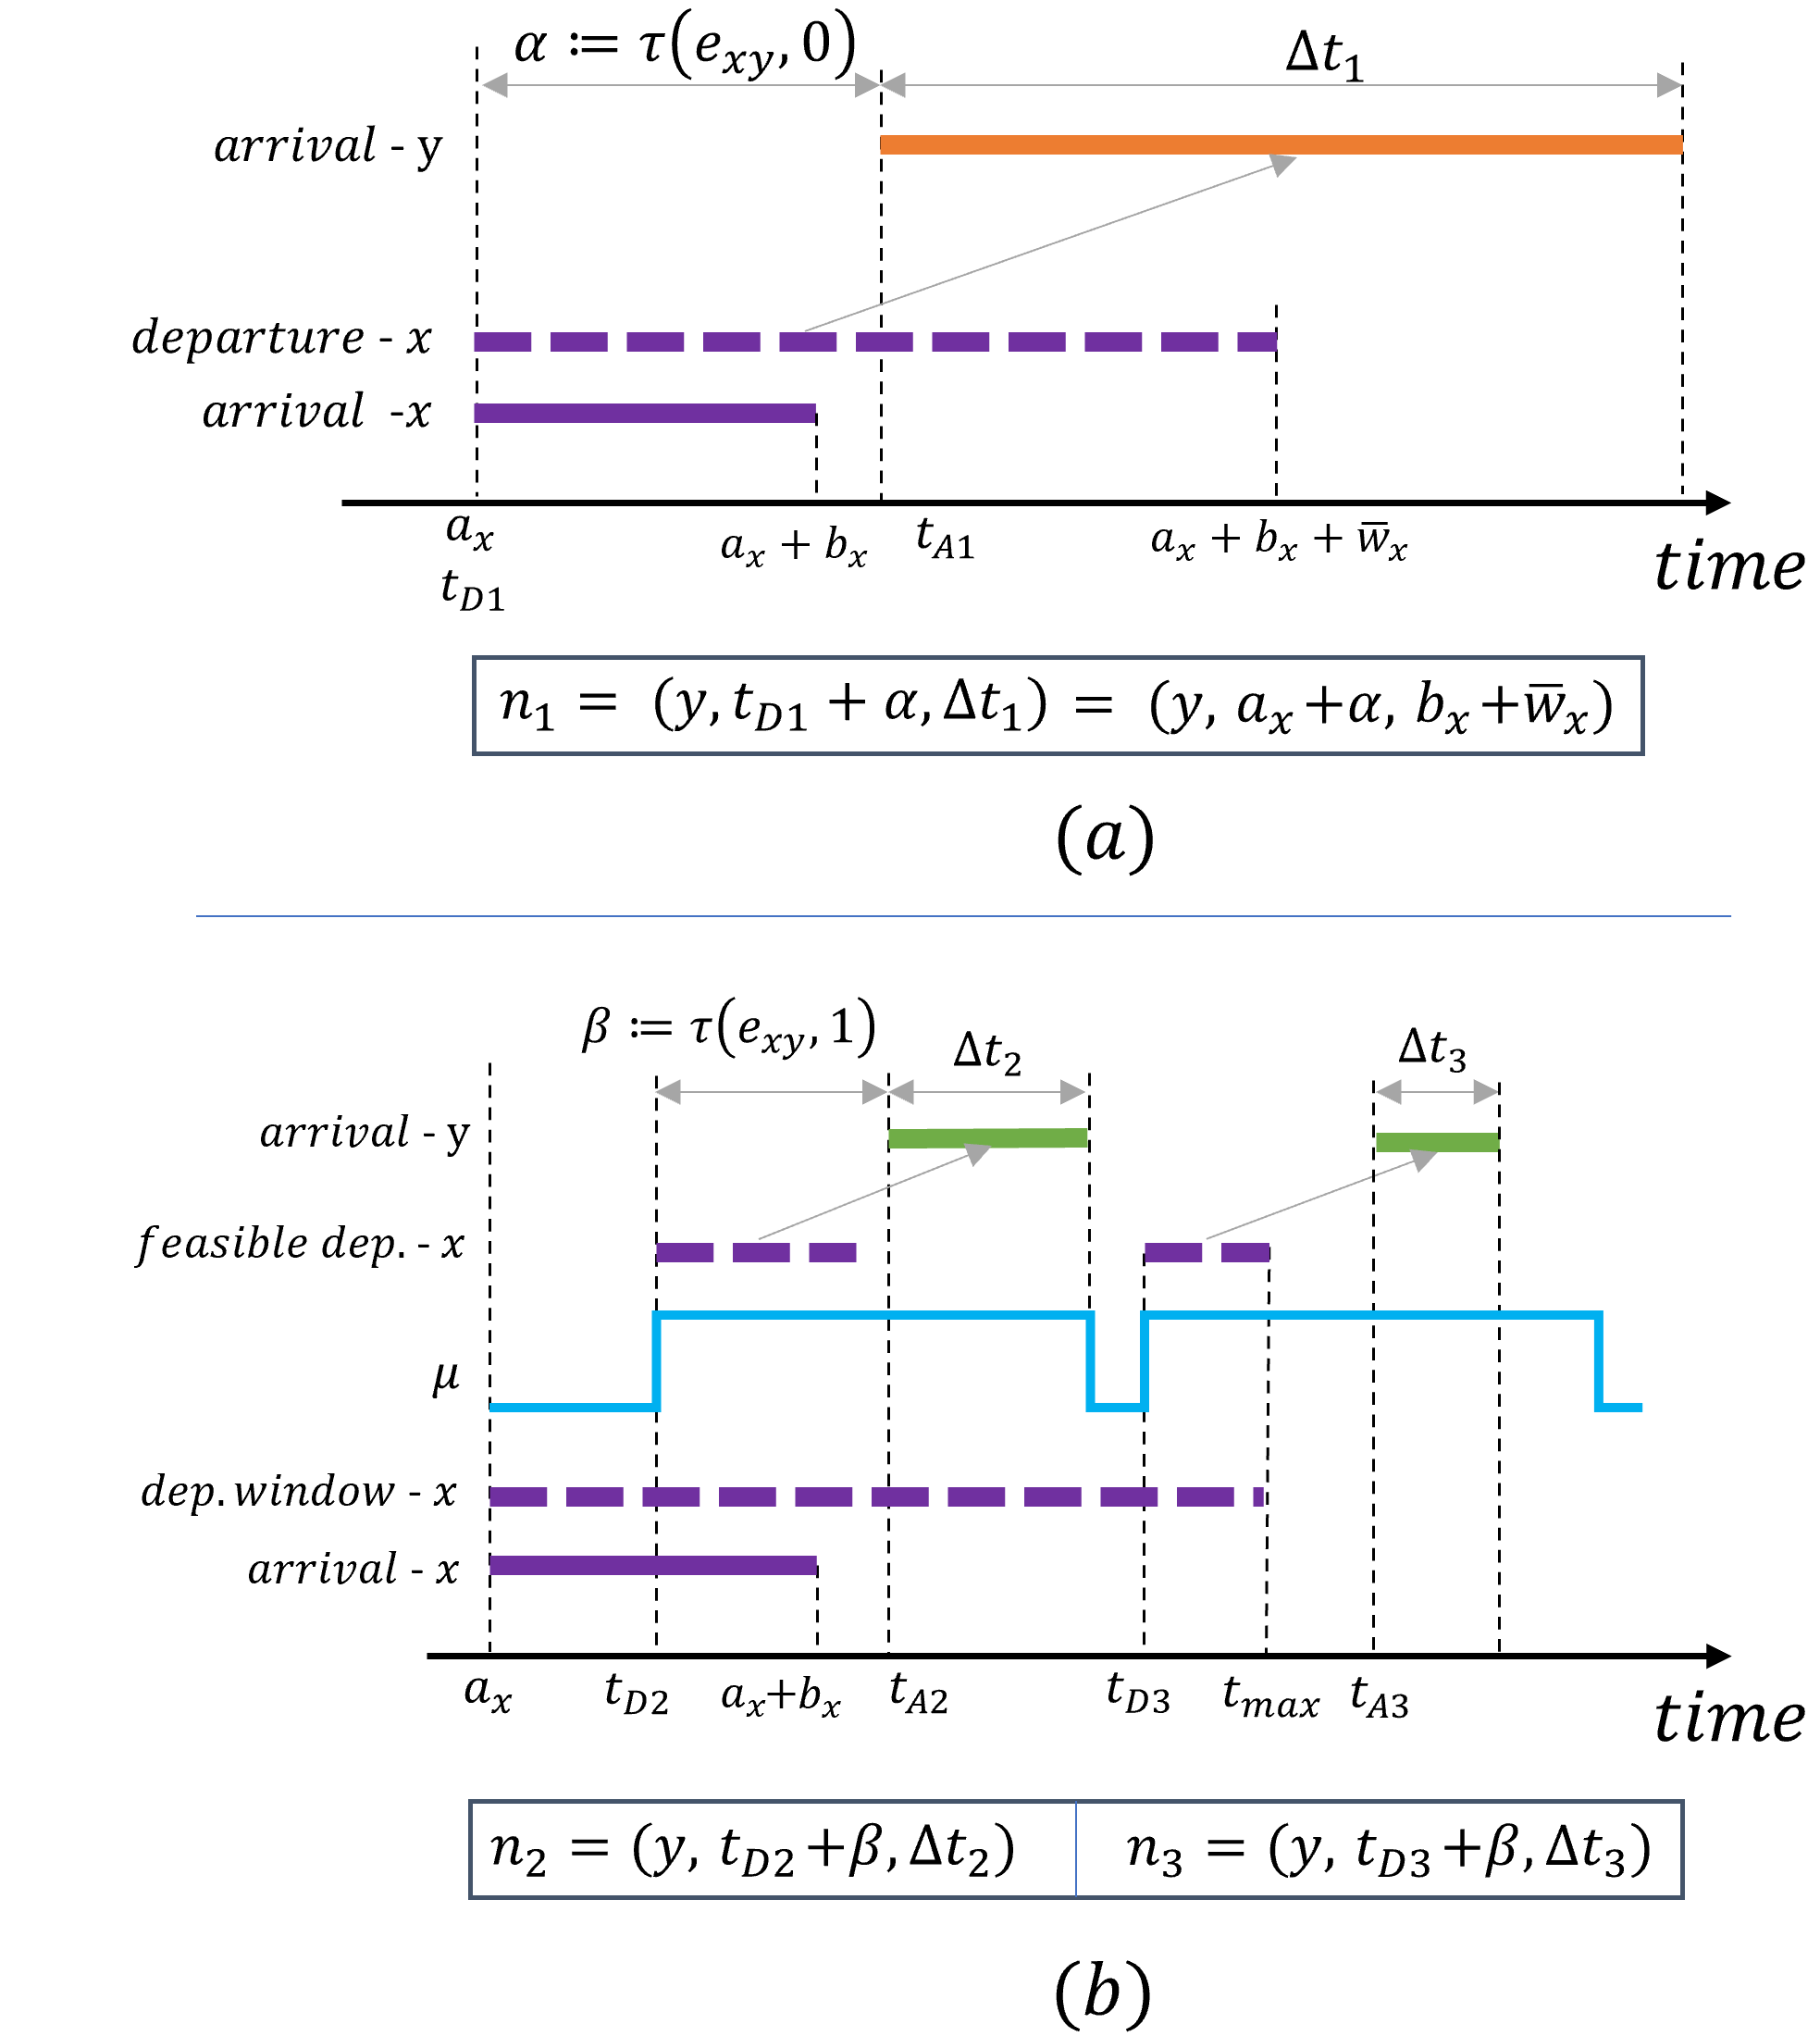 α ≔ τ(e_xy, 0)
Δt_1
arrival - y
departure - x
arrival -x
a_x
a_x + b_x
t_A1
a_x + b_x + w̅_x
t_D1
time
n_1 = (y, t_D1 + α, Δt_1) = (y, a_x+α, b_x+w̅_x)
(a)
β ≔ τ(e_xy, 1)
Δt_2
Δt_3
arrival - y
feasible dep. - x
μ
dep. window - x
arrival - x
a_x
t_D2
a_x+b_x
t_A2
t_D3
t_max
t_A3
time
n_2 = (y, t_D2+β, Δt_2)
n_3 = (y, t_D3+β, Δt_3)
(b)